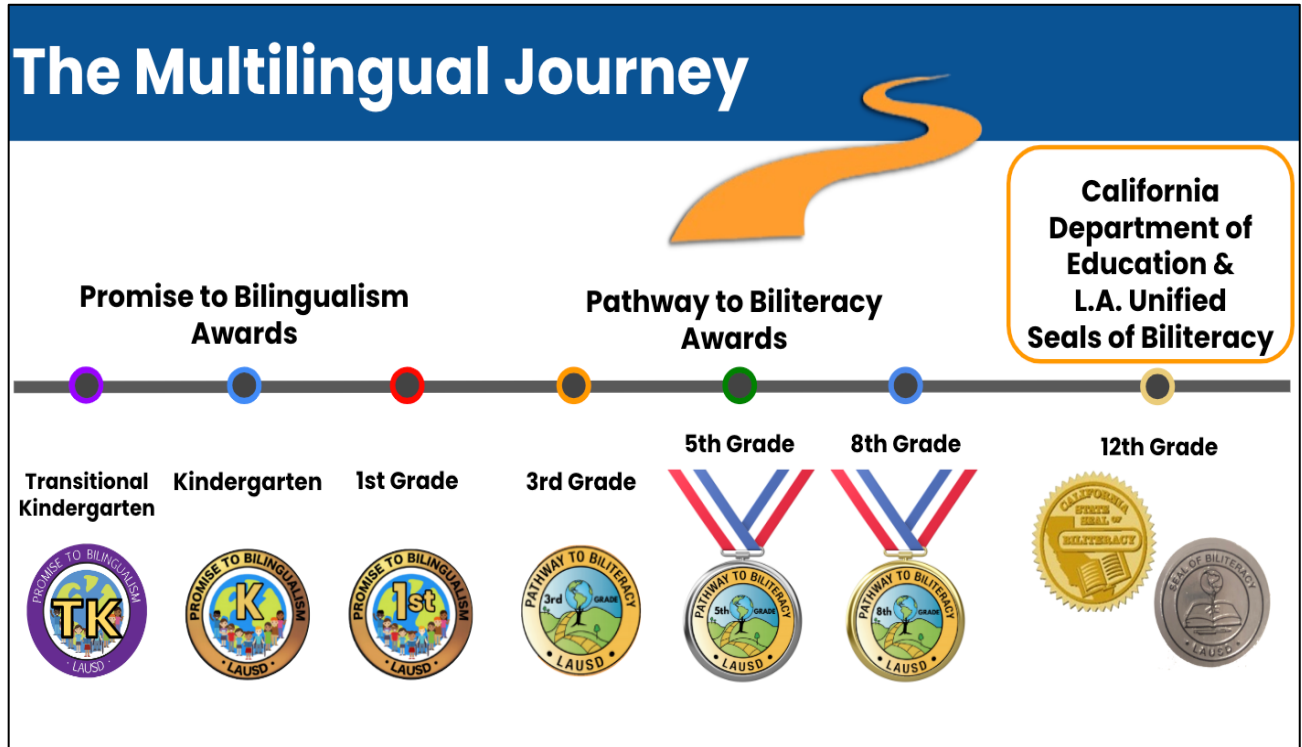 The Multilingual Journey
California
Department of
Education &
L.A. Unified
Seals of Biliteracy
Promise to Bilingualism
Awards
Pathway to Biliteracy
Awards
Transitional
Kindergarten
Kindergarten
1st Grade
3rd Grade
5th Grade
8th Grade
12th Grade
PROMISE TO BILINGUALISM
TK
· LAUSD ·
PROMISE TO BILINGUALISM
K
· LAUSD ·
PROMISE TO BILINGUALISM
1st
· LAUSD ·
PATHWAY TO BILITERACY
3rd GRADE
• LAUSD •
PATHWAY TO BILITERACY
5th GRADE
• LAUSD •
PATHWAY TO BILITERACY
8th GRADE
• LAUSD •
CALIFORNIA
STATE
SEAL OF
BILITERACY
SEAL OF BILITERACY
· LAUSD ·